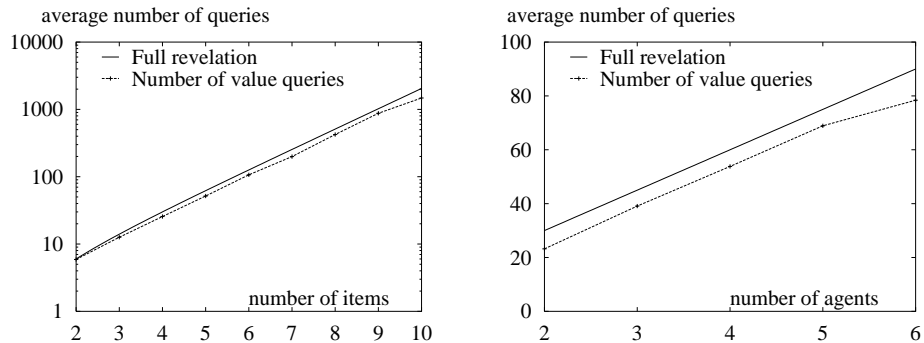 average number of queries
10000
1000
100
10
1
Full revelation
Number of value queries
number of items
2 3 4 5 6 7 8 9 10
average number of queries
100
80
60
40
20
0
Full revelation
Number of value queries
number of agents
2 3 4 5 6